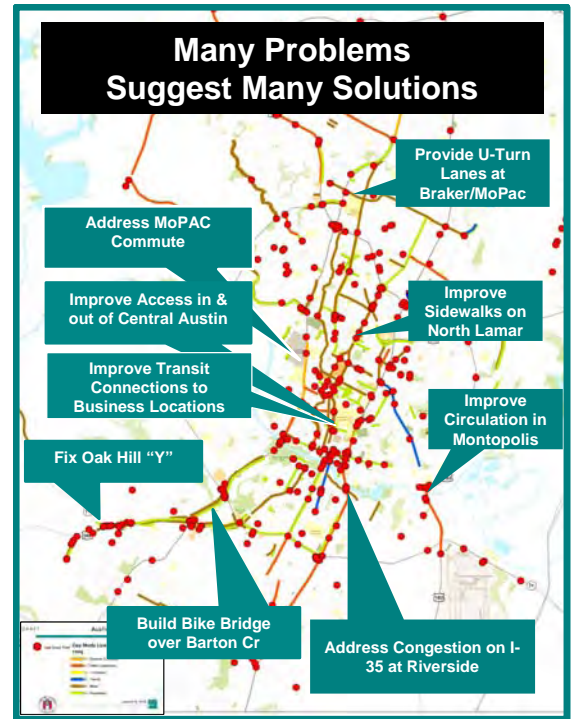 Many Problems
Suggest Many Solutions
Provide U-Turn
Lanes at
Braker/MoPac
Address MoPAC
Commute
Improve Access in &
out of Central Austin
Improve
Sidewalks on
North Lamar
Improve Transit
Connections to
Business Locations
Improve
Circulation in
Montopolis
Fix Oak Hill “Y”
Build Bike Bridge
over Barton Cr
Address Congestion on I-
35 at Riverside